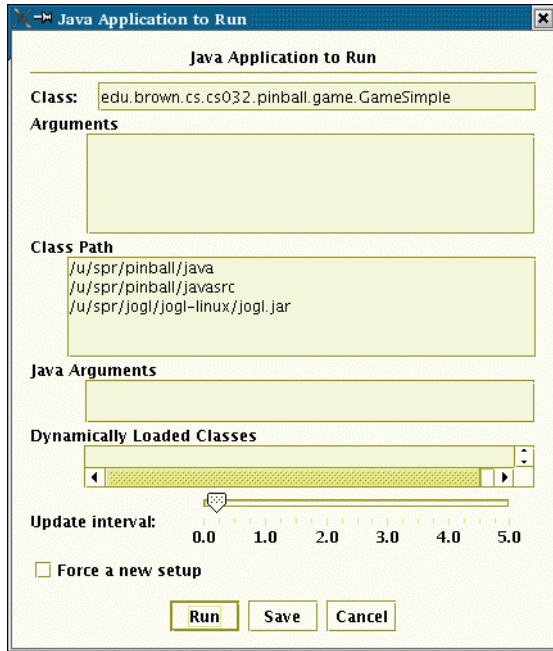 Java Application to Run
Java Application to Run
Class: edu.brown.cs.cs032.pinball.game.GameSimple
Arguments
Class Path
/u/spr/pinball/java
/u/spr/pinball/javasrc
/u/spr/jogl/jogl-linux/jogl.jar
Java Arguments
Dynamically Loaded Classes
Update interval:
0.0 1.0 2.0 3.0 4.0 5.0
Force a new setup
Run Save Cancel